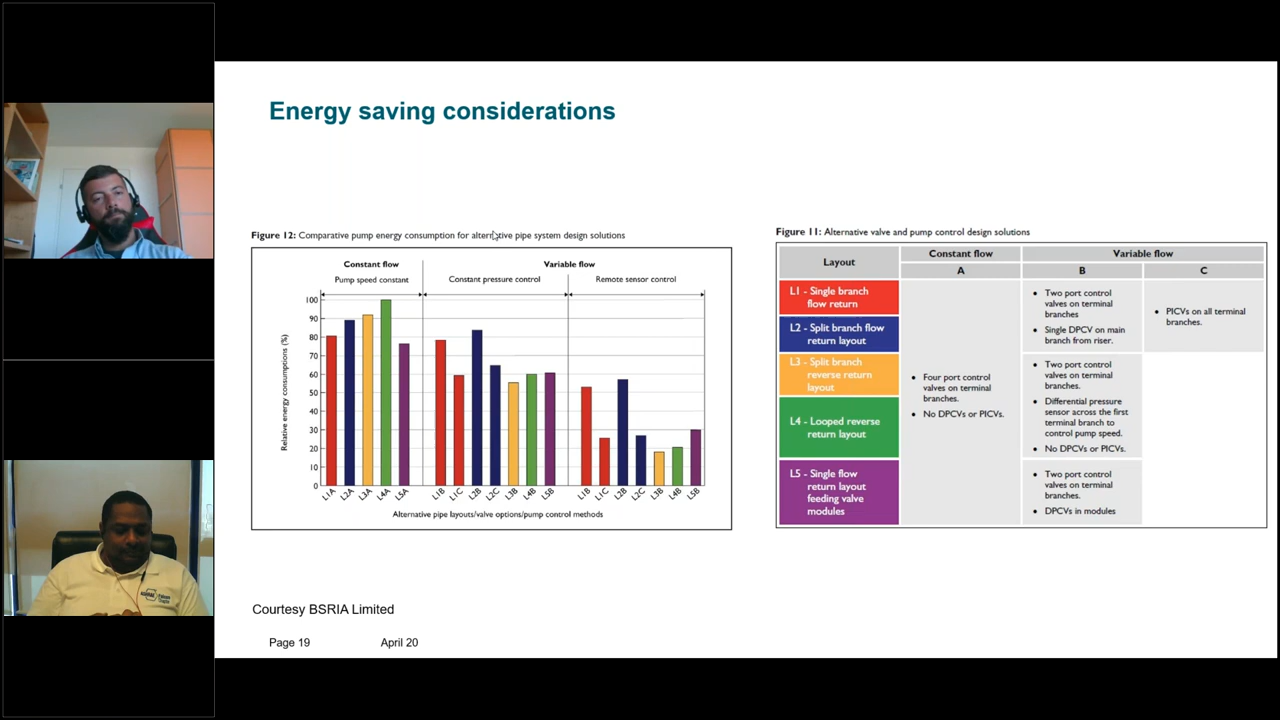 Energy saving considerations
Figure 12: Comparative pump energy consumption for alternative pipe system design solutions
Constant flow
Variable flow
Pump speed constant
Constant pressure control
Remote sensor control
Relative energy consumptions (%)
100
90
80
70
60
50
40
30
20
10
0
L1A
L2A
L3A
L4A
L5A
L1B
L1C
L2B
L2C
L3B
L4B
L5B
L1B
L1C
L2B
L2C
L3B
L4B
L5B
Alternative pipe layouts/valve options/pump control methods
Figure 11: Alternative valve and pump control design solutions
Layout
Constant flow
Variable flow
A
B
C
L1 - Single branch
flow return
L2 - Split branch flow
return layout
L3 - Split branch
reverse return
layout
L4 - Looped reverse
return layout
L5 - Single flow
return layout
feeding valve
modules
• Four port control
valves on terminal
branches.
• No DPCVs or PICVs.
• Two port control
valves on terminal
branches
• Single DPCV on main
branch from riser.
• Two port control
valves on terminal
branches.
• Differential pressure
sensor across the first
terminal branch to
control pump speed.
• No DPCVs or PICVs.
• Two port control
valves on terminal
branches.
• DPCVs in modules
• PICVs on all terminal
branches.
Courtesy BSRIA Limited
Page 19
April 20